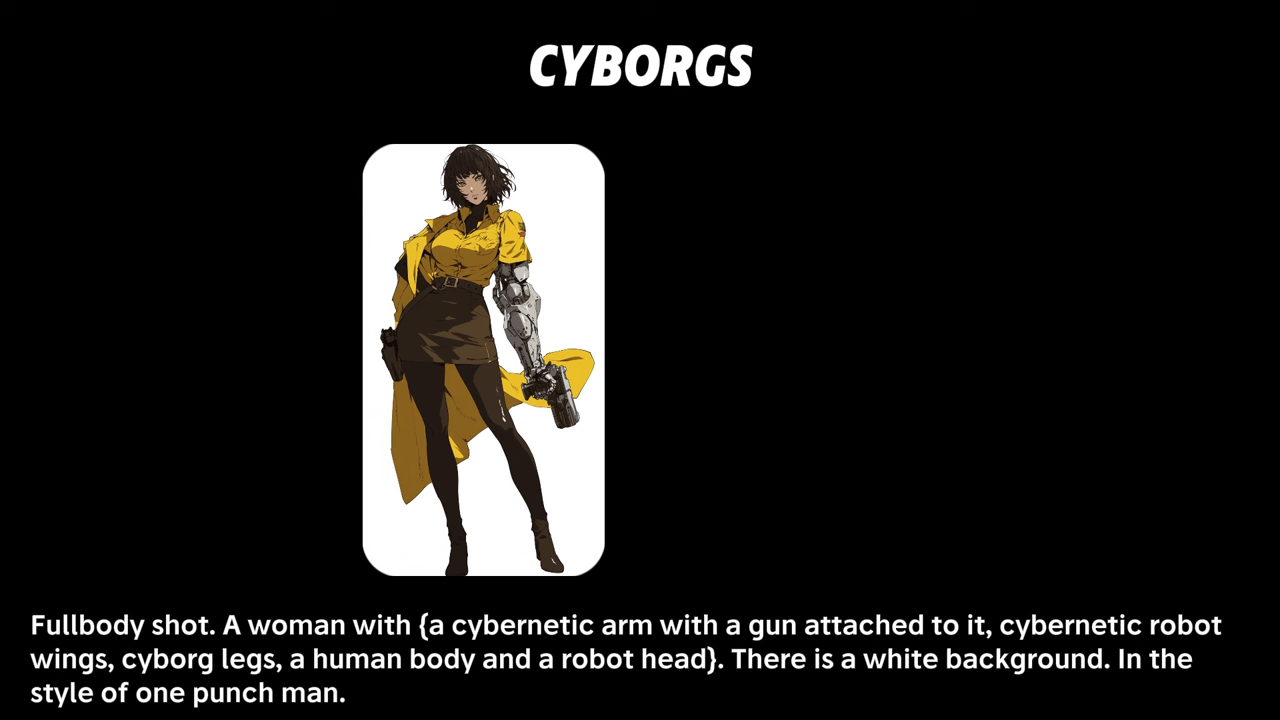 CYBORGS
Fullbody shot. A woman with {a cybernetic arm with a gun attached to it, cybernetic robot
wings, cyborg legs, a human body and a robot head}. There is a white background. In the
style of one punch man.